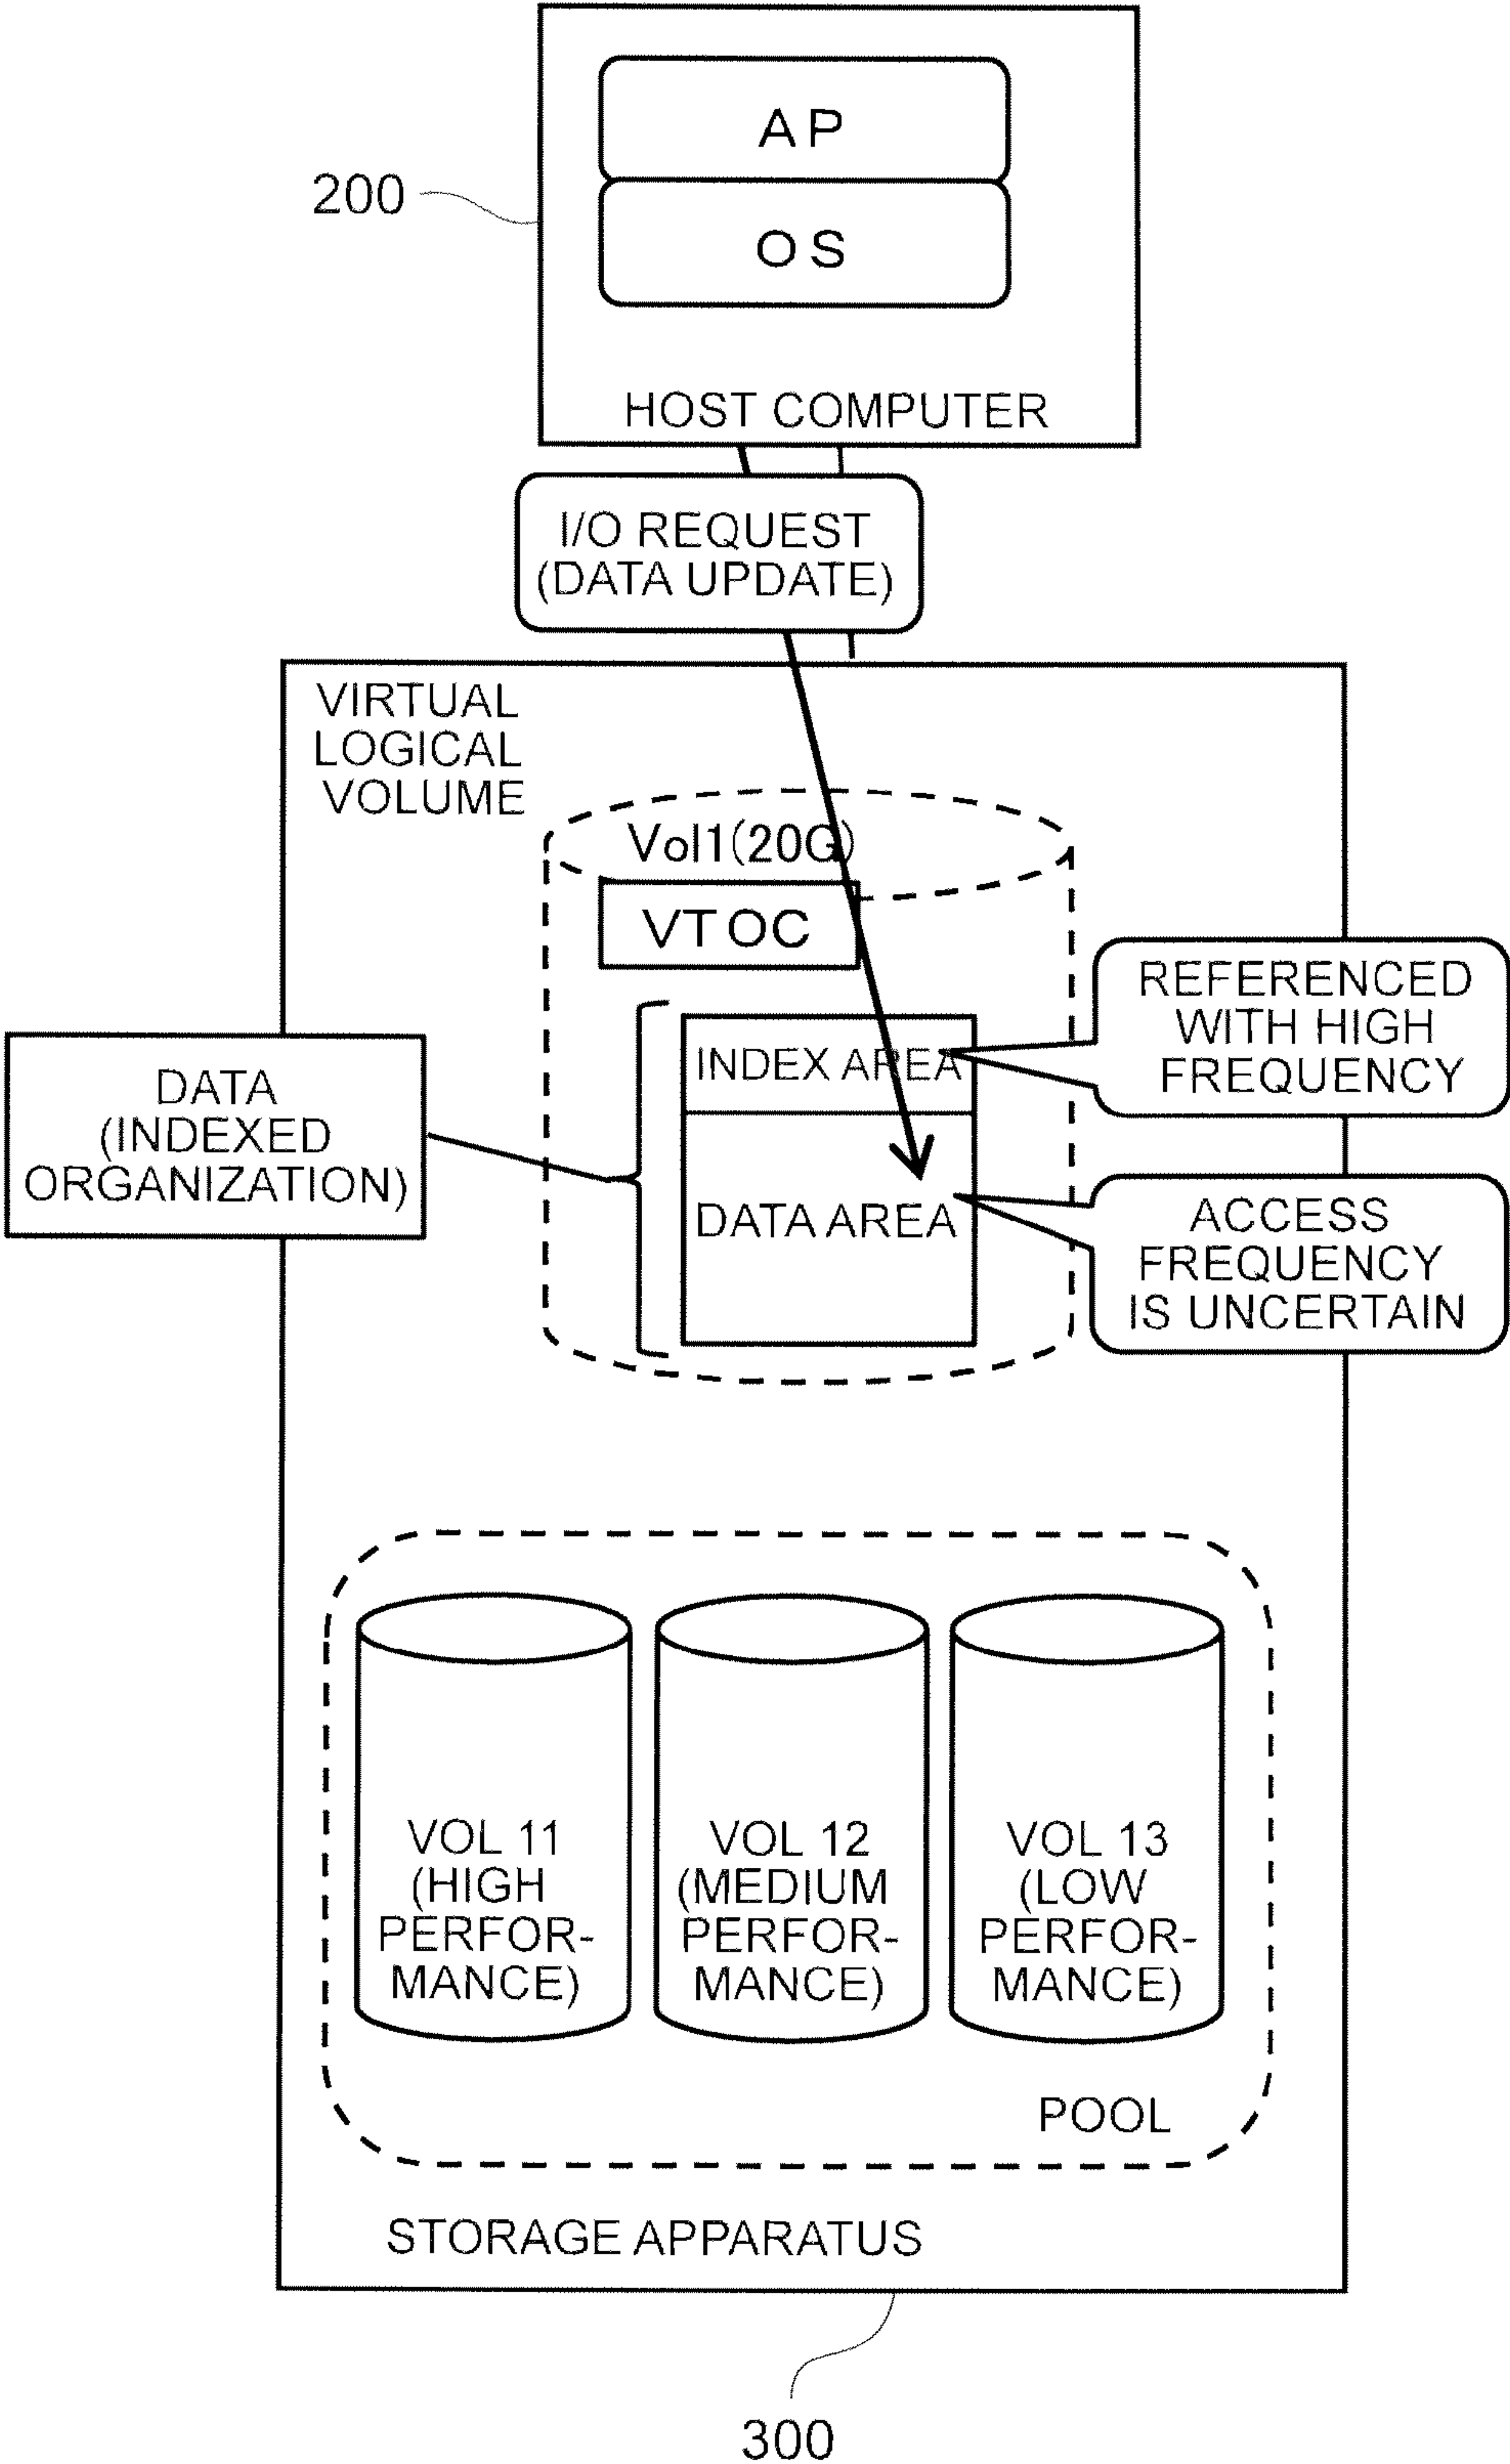 AP
200
OS
HOST COMPUTER
I/O REQUEST
(DATA UPDATE)
VIRTUAL
LOGICAL
VOLUME
Vol1(20G)
VTOC
REFERENCED
WITH HIGH
FREQUENCY
INDEX AREA
DATA
(INDEXED
ORGANIZATION)
DATA AREA
ACCESS
FREQUENCY
IS UNCERTAIN
VOL 11
(HIGH
PERFOR-
MANCE)
VOL 12
(MEDIUM
PERFOR-
MANCE)
VOL 13
(LOW
PERFOR-
MANCE)
POOL
STORAGE APPARATUS
300